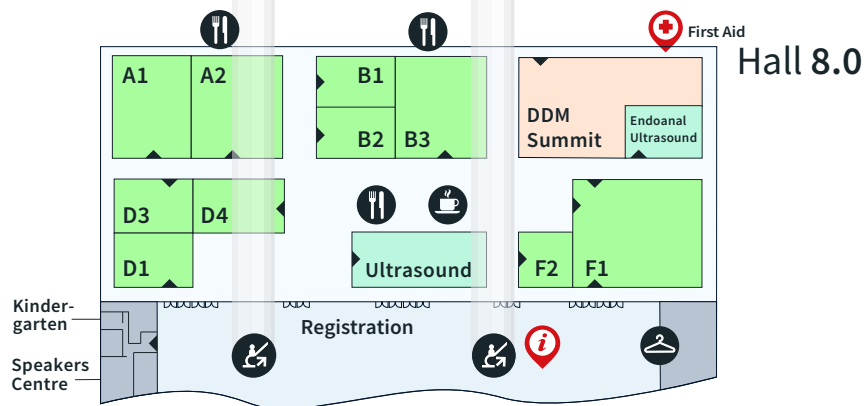 First Aid
Hall 8.0
A1
A2
B1
B2
B3
DDM
Summit
Endoanal
Ultrasound
D3
D4
D1
Ultrasound
F2
F1
Kinder-
garten
Registration
i
Speakers
Centre